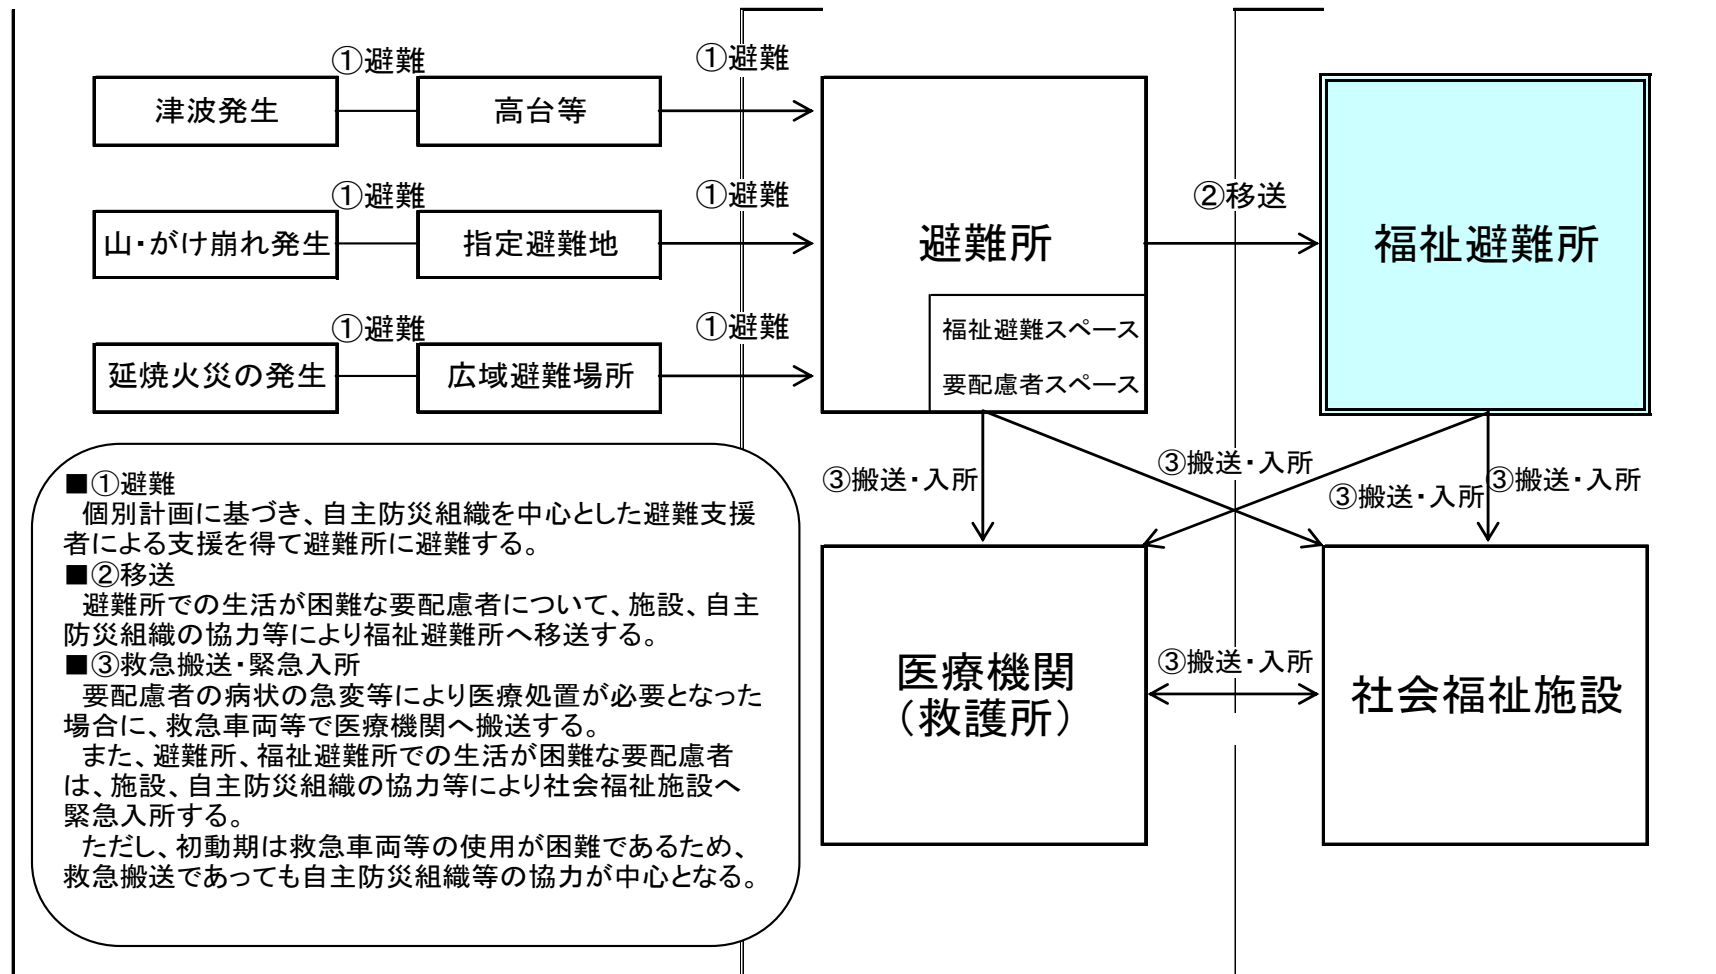 ①避難
①避難
津波発生
高台等
①避難
①避難
②移送
山・がけ崩れ発生
指定避難地
避難所
福祉避難所
①避難
①避難
延焼火災の発生
広域避難場所
福祉避難スペース
要配慮者スペース
③搬送・入所
③搬送・入所
③搬送・入所
③搬送・入所
■①避難
個別計画に基づき、自主防災組織を中心とした避難支援
者による支援を得て避難所に避難する。
■②移送
避難所での生活が困難な要配慮者について、施設、自主
防災組織の協力等により福祉避難所へ移送する。
■③救急搬送・緊急入所
要配慮者の病状の急変等により医療処置が必要となった
場合に、救急車両等で医療機関へ搬送する。
また、避難所、福祉避難所での生活が困難な要配慮者
は、施設、自主防災組織の協力等により社会福祉施設へ
緊急入所する。
ただし、初動期は救急車両等の使用が困難であるため、
救急搬送であっても自主防災組織等の協力が中心となる。
医療機関
（救護所）
③搬送・入所
社会福祉施設